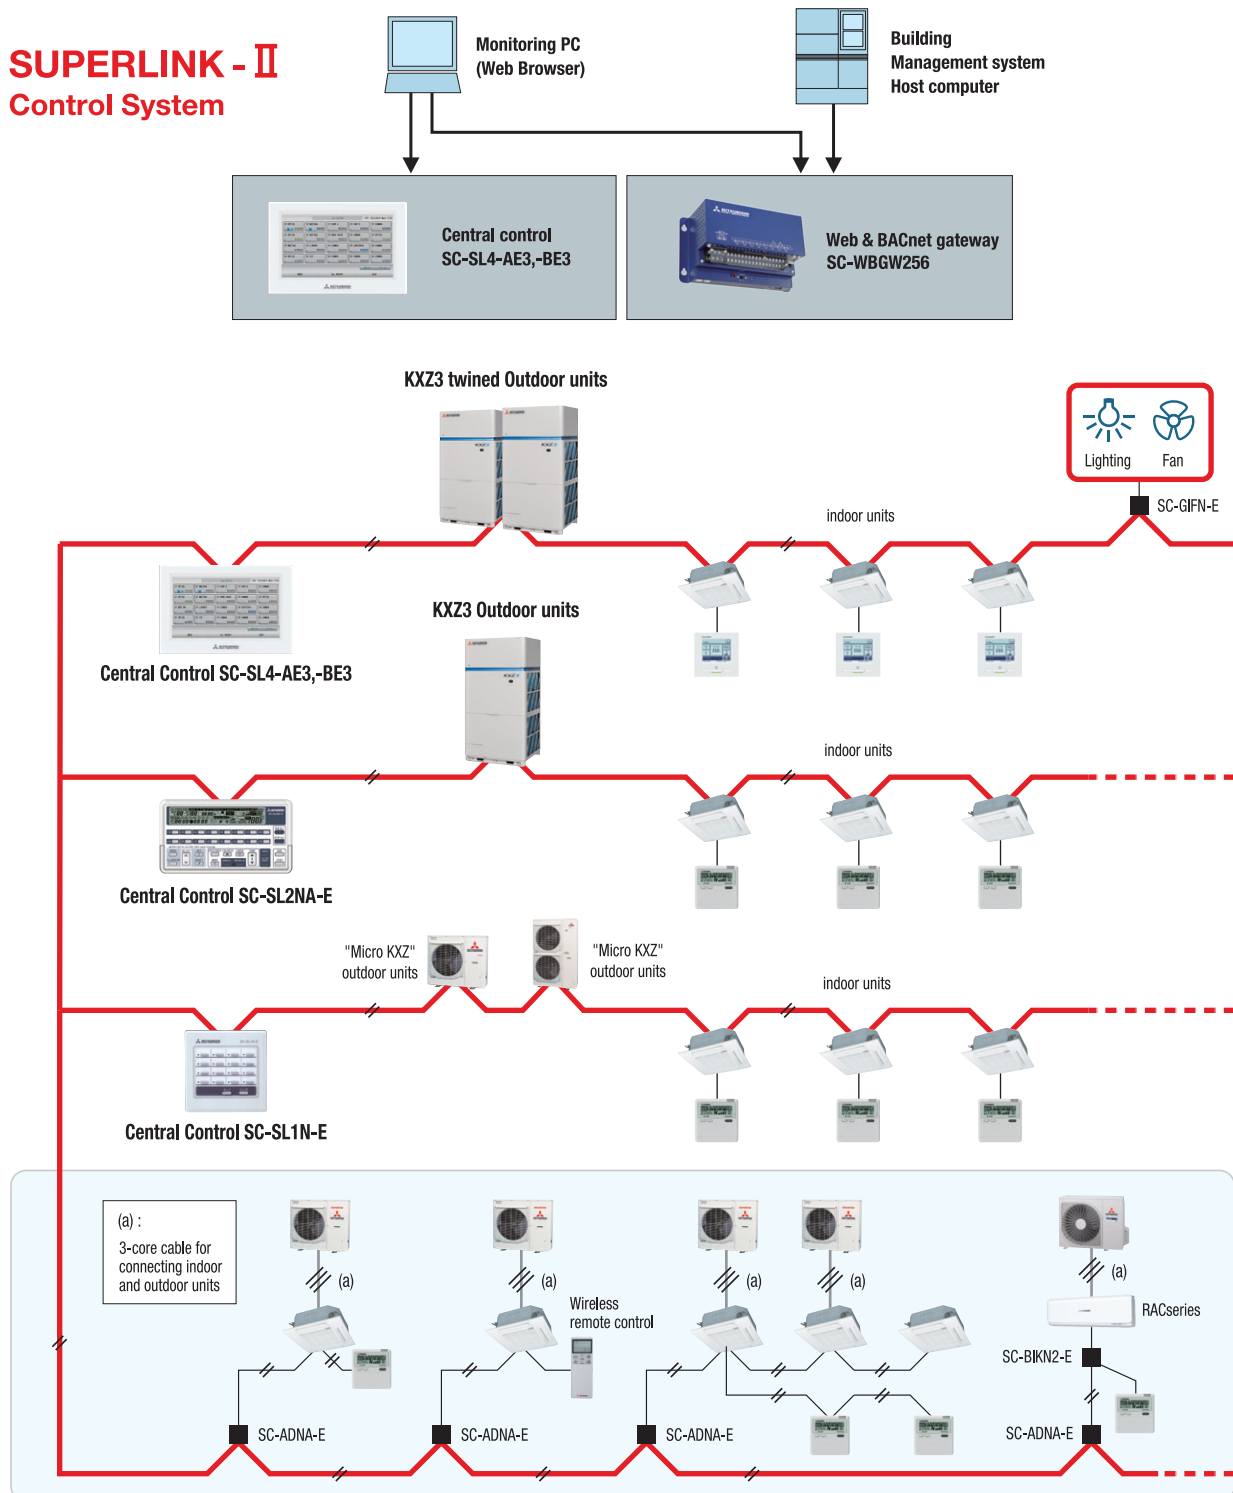 SUPERLINK - II
Control System
Monitoring PC
(Web Browser)
Building
Management system
Host computer
Central control
SC-SL4-AE3,-BE3
Web & BACnet gateway
SC-WBGW256
KXZ3 twined Outdoor units
Lighting
Fan
SC-GIFN-E
indoor units
Central Control SC-SL4-AE3,-BE3
KXZ3 Outdoor units
indoor units
Central Control SC-SL2NA-E
"Micro KXZ"
outdoor units
"Micro KXZ"
outdoor units
indoor units
Central Control SC-SL1N-E
(a) :
3-core cable for
connecting indoor
and outdoor units
(a)
(a)
(a)
(a)
(a)
Wireless
remote control
RACseries
SC-BIKN2-E
SC-ADNA-E
SC-ADNA-E
SC-ADNA-E
SC-ADNA-E